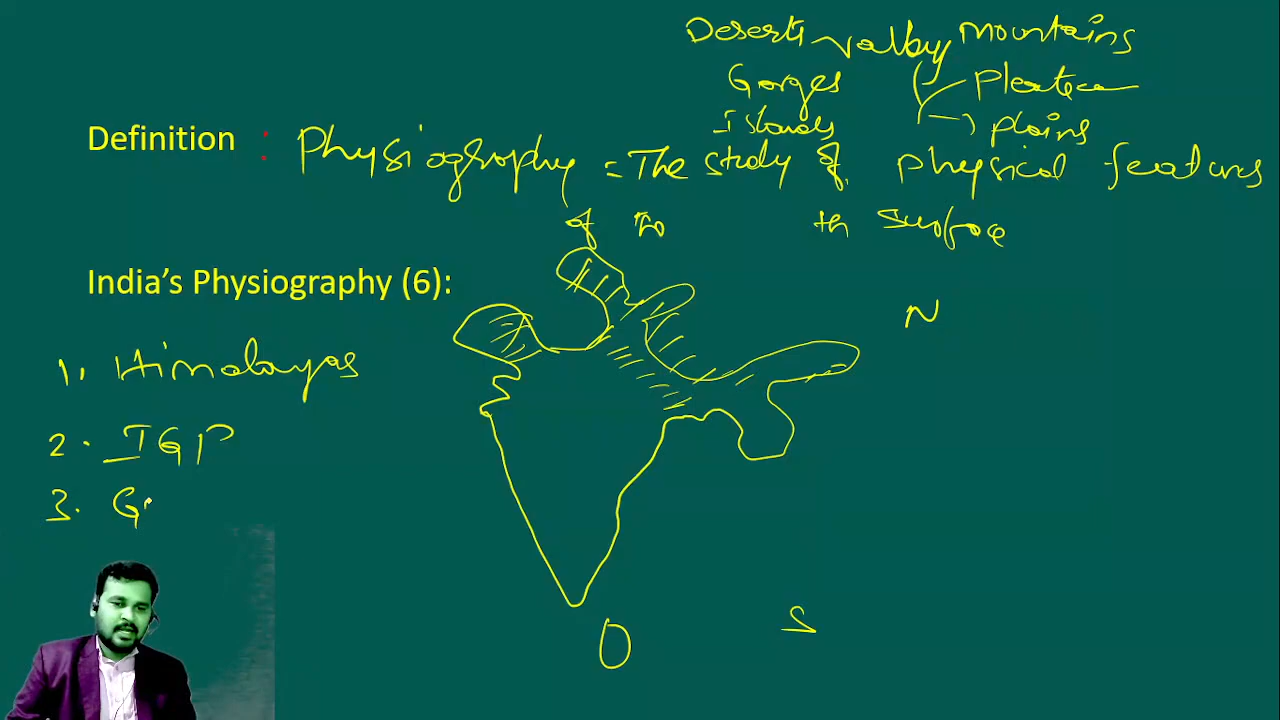 Deserts valley mountains
Gorges Plateau
Islands plains
Definition : Physiography = The study of physical features
of the surface
India's Physiography (6):
N
1. Himalayas
2. IGP
3. G
S